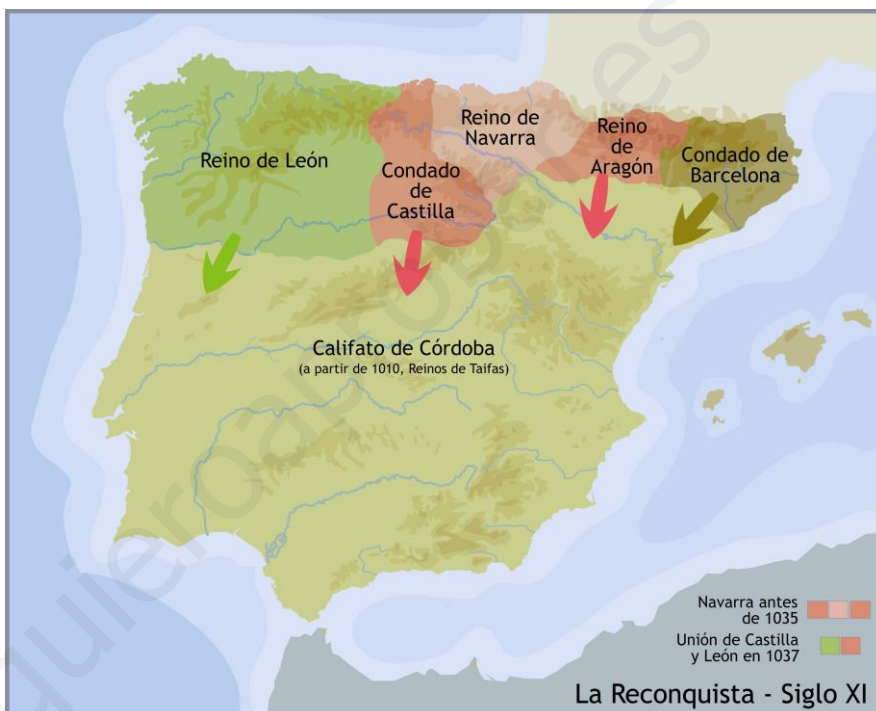 Reino de León
Condado
de
Castilla
Reino de
Navarra
Reino
de
Aragón
Condado de
Barcelona
Califato de Córdoba
(a partir de 1010, Reinos de Taifas)
Navarra antes
de 1035
Unión de Castilla
y León en 1037
La Reconquista - Siglo XI